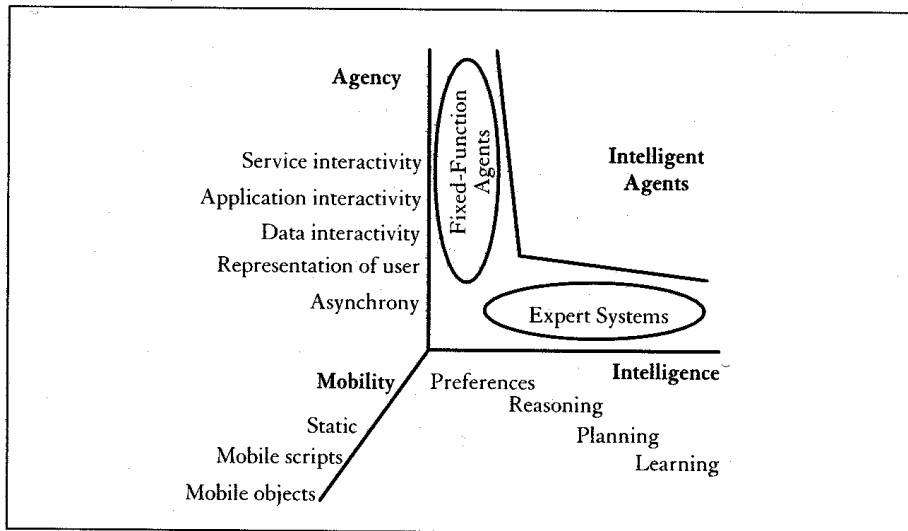 Agency
Fixed-Function
Agents
Service interactivity
Application interactivity
Data interactivity
Representation of user
Asynchrony
Intelligent
Agents
Expert Systems
Mobility
Static
Mobile scripts
Mobile objects
Intelligence
Preferences
Reasoning
Planning
Learning